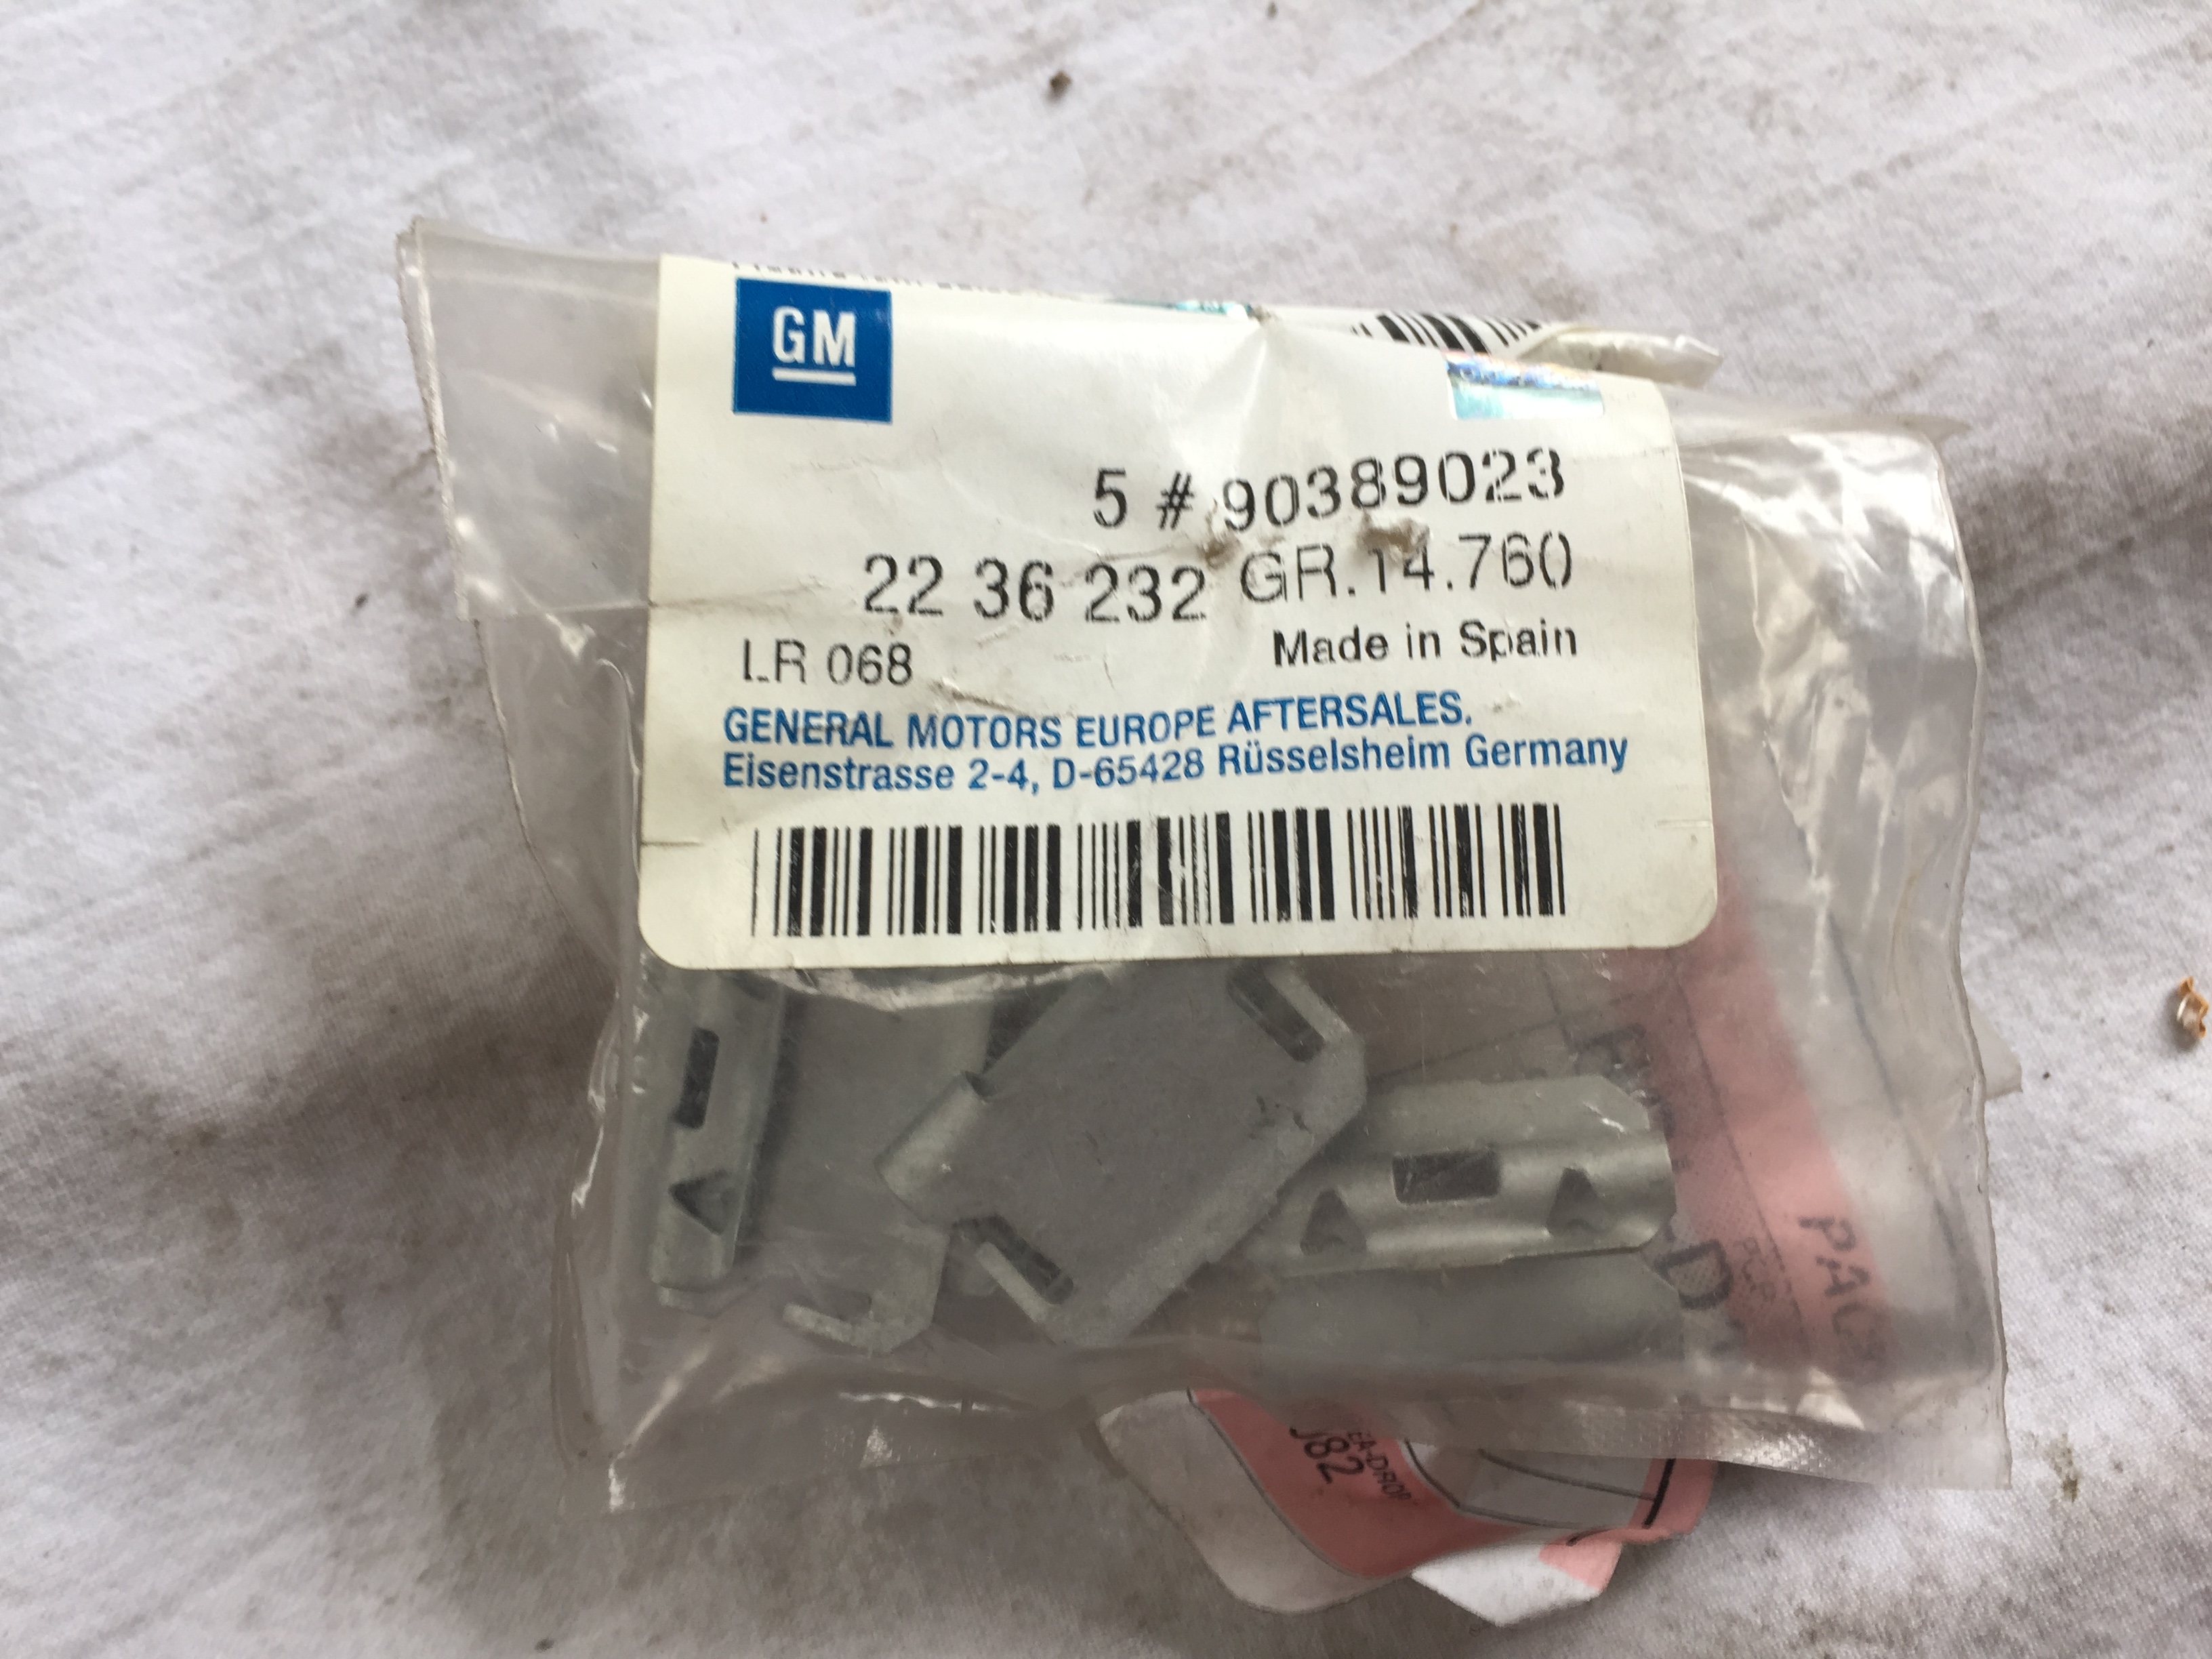 GM
5 # 90389023
22 36 232 GR.14.760
LR 068 Made in Spain
GENERAL MOTORS EUROPE AFTERSALES.
Eisenstrasse 2-4, D-65428 Rüsselsheim Germany